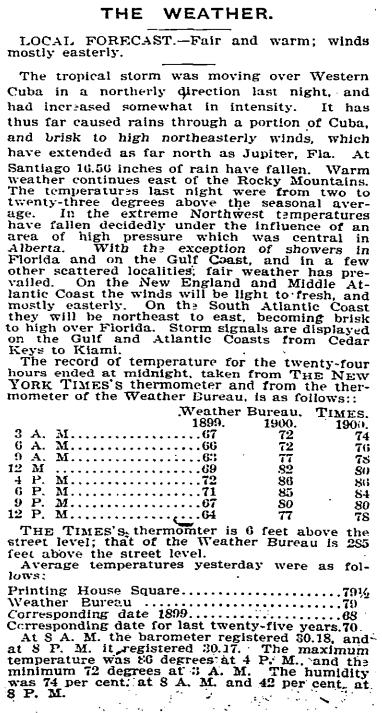 THE WEATHER.
LOCAL FORECAST.—Fair and warm; winds
mostly easterly.
The tropical storm was moving over Western
Cuba in a northerly direction last night, and
had increased somewhat in intensity. It has
thus far caused rains through a portion of Cuba,
and brisk to high northeasterly winds, which
have extended as far north as Jupiter, Fla. At
Santiago 16.56 inches of rain have fallen. Warm
weather continues east of the Rocky Mountains.
The temperatures last night were from two to
twenty-three degrees above the seasonal aver-
age. In the extreme Northwest temperatures
have fallen decidedly under the influence of an
area of high pressure which was central in
Alberta. With the exception of showers in
Florida and on the Gulf Coast, and in a few
other scattered localities, fair weather has pre-
vailed. On the New England and Middle At-
lantic Coast the winds will be light to fresh, and
mostly easterly. On the South Atlantic Coast
they will be northeast to east, becoming brisk
to high over Florida. Storm signals are displayed
on the Gulf and Atlantic Coasts from Cedar
Keys to Kiami.
The record of temperature for the twenty-four
hours ended at midnight, taken from THE NEW
YORK TIMES'S thermometer and from the ther-
mometer of the Weather Bureau, is as follows::
Weather Bureau. TIMES.
1899. 1900. 1900.
3 A. M. 67 72 74
6 A. M. 66 72 76
9 A. M. 63 77 78
12 M. 69 82 80
4 P. M. 72 86 86
6 P. M. 71 85 84
9 P. M. 67 80 80
12 P. M. 64 77 78
THE TIMES'S thermomter is 6 feet above the
street level; that of the Weather Bureau is 285
feet above the street level.
Average temperatures yesterday were as fol-
lows:
Printing House Square 79½
Weather Bureau 79
Corresponding date 1899 68
Corresponding date for last twenty-five years. 70
At 8 A. M. the barometer registered 30.18, and
at 8 P. M. it registered 30.17. The maximum
temperature was 86 degrees at 4 P. M., and the
minimum 72 degrees at 3 A. M. The humidity
was 74 per cent. at 8 A. M. and 42 per cent. at
8 P. M.